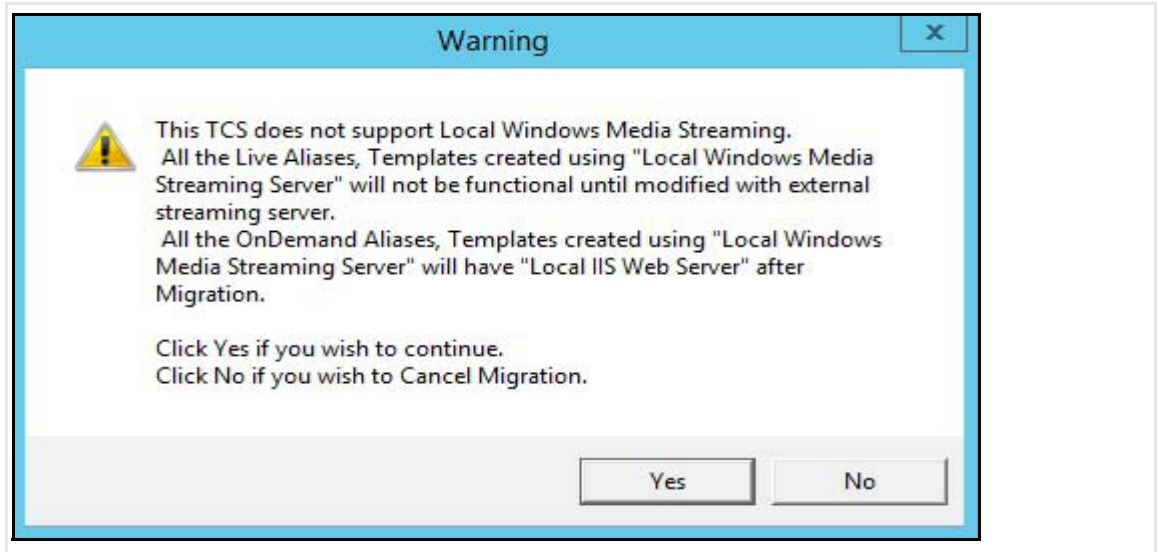 Warning
x
This TCS does not support Local Windows Media Streaming.
All the Live Aliases, Templates created using "Local Windows Media
Streaming Server" will not be functional until modified with external
streaming server.
All the OnDemand Aliases, Templates created using "Local Windows
Media Streaming Server" will have "Local IIS Web Server" after
Migration.
Click Yes if you wish to continue.
Click No if you wish to Cancel Migration.
Yes No